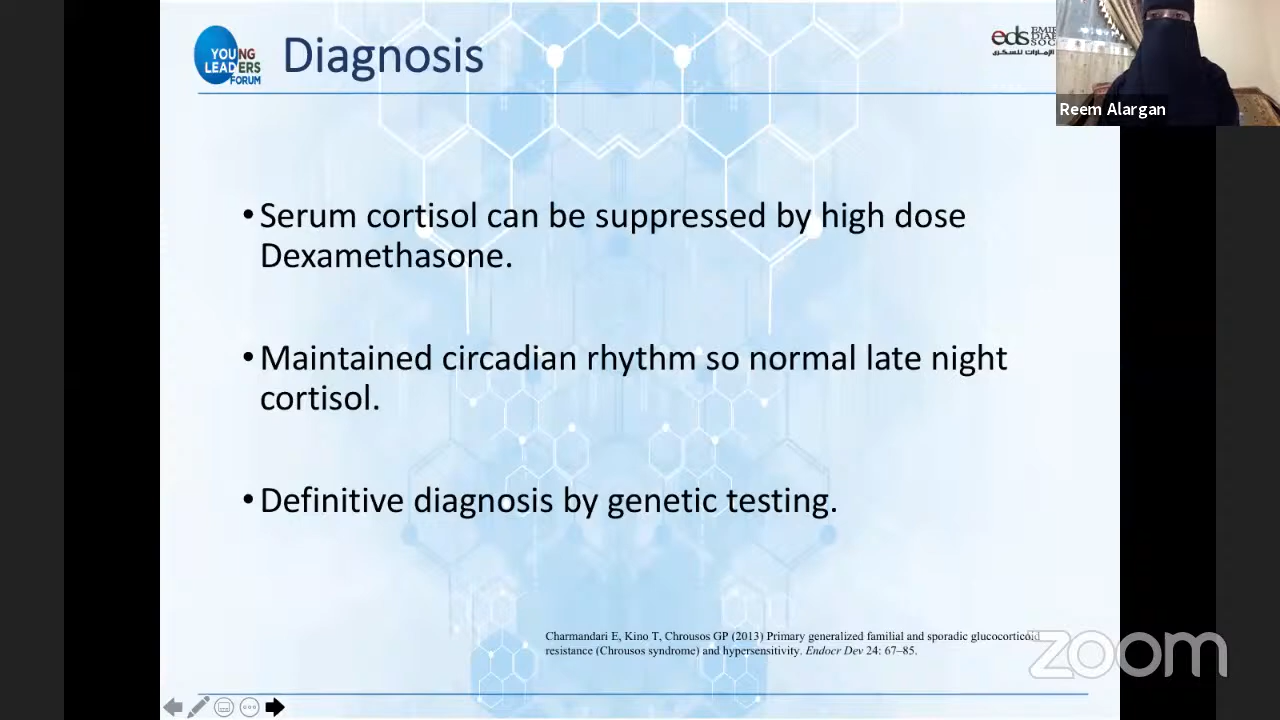 YOUNG
LEADERS
FORUM
Diagnosis
eds
الإمارات للسكري
Reem Alargan
• Serum cortisol can be suppressed by high dose
Dexamethasone.
• Maintained circadian rhythm so normal late night
cortisol.
• Definitive diagnosis by genetic testing.
Charmandari E, Kino T, Chrousos GP (2013) Primary generalized familial and sporadic glucocorticoid
resistance (Chrousos syndrome) and hypersensitivity. Endocr Dev 24: 67–85.
zoom